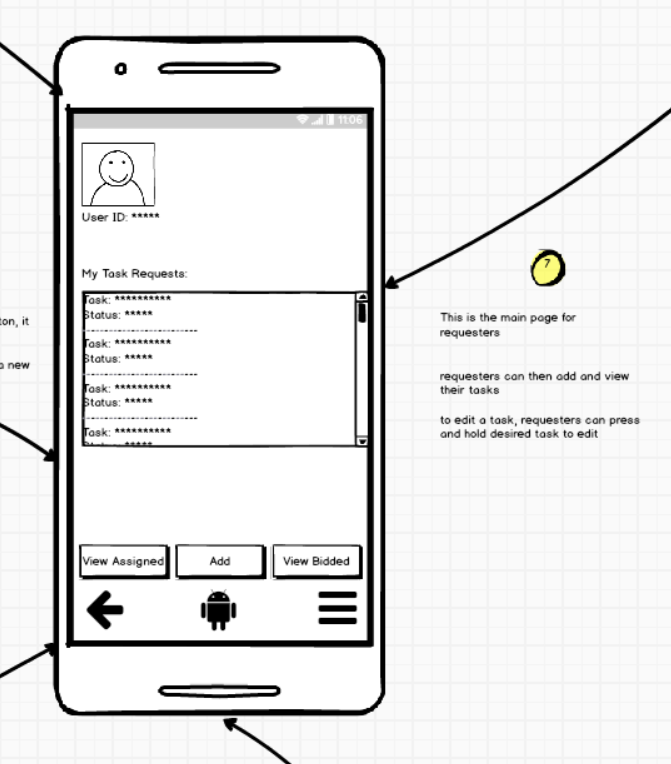 11:06
User ID: *****
My Task Requests:
Task: **********
Status: *****
--------------------------
Task: **********
Status: *****
--------------------------
Task: **********
Status: *****
--------------------------
Task: **********
Status: *****
View Assigned
Add
View Bidded
ton, it
a new
7
This is the main page for
requesters
requesters can then add and view
their tasks
to edit a task, requesters can press
and hold desired task to edit